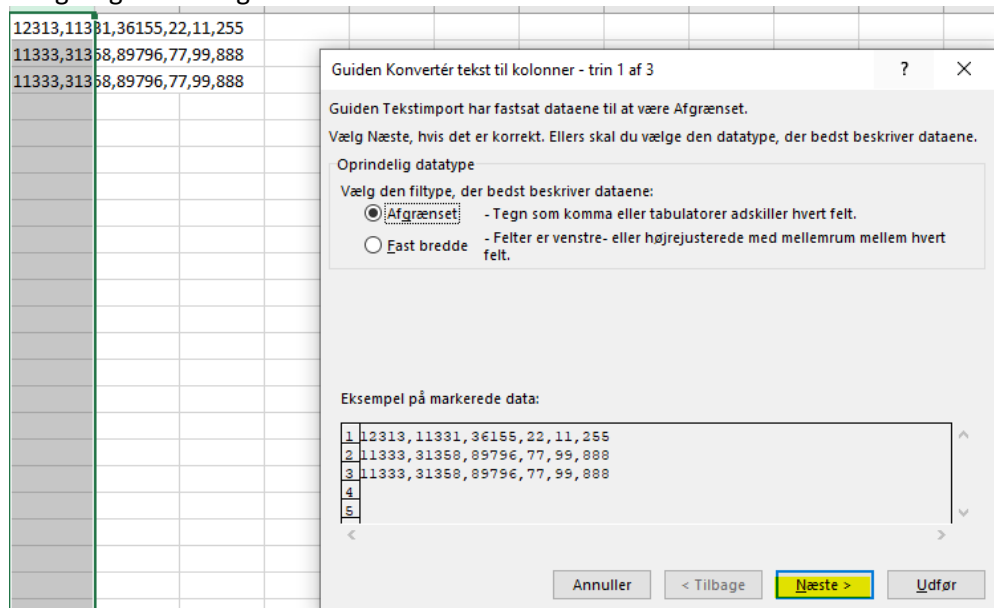 12313,11331,36155,22,11,255
11333,31358,89796,77,99,888
11333,31358,89796,77,99,888
Guiden Konvertér tekst til kolonner - trin 1 af 3 ? ×
Guiden Tekstimport har fastsat dataene til at være Afgrænset.
Vælg Næste, hvis det er korrekt. Ellers skal du vælge den datatype, der bedst beskriver dataene.
Oprindelig datatype
Vælg den filtype, der bedst beskriver dataene:
Afgrænset - Tegn som komma eller tabulatorer adskiller hvert felt.
Fast bredde - Felter er venstre- eller højrejusterede med mellemrum mellem hvert
felt.
Eksempel på markerede data:
1 12313,11331,36155,22,11,255
2 11333,31358,89796,77,99,888
3 11333,31358,89796,77,99,888
4
5
Annuller < Tilbage Næste > Udfør